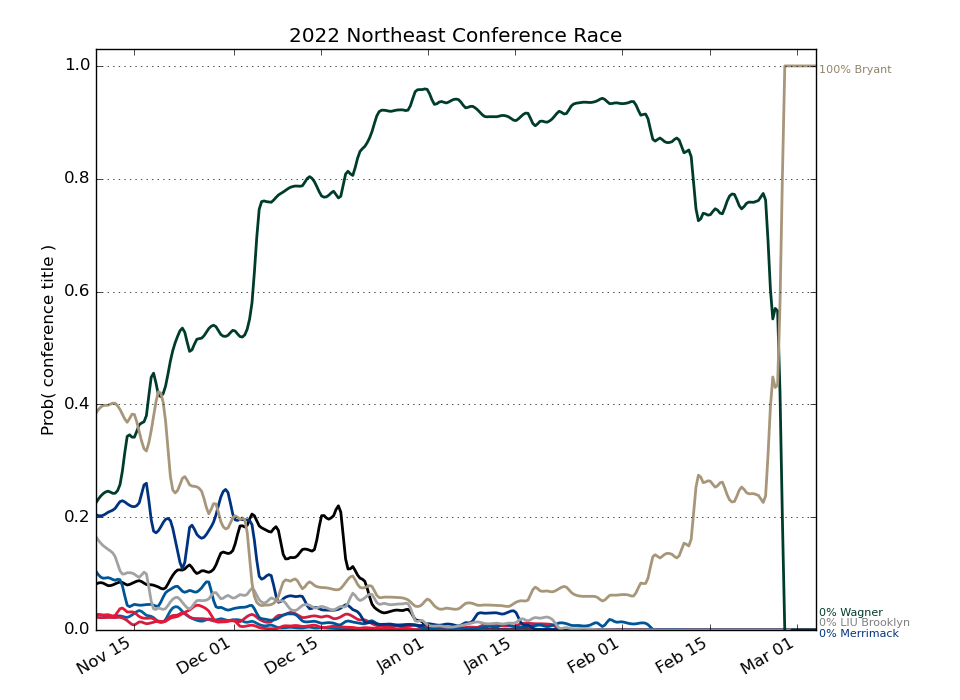 2022 Northeast Conference Race
Prob( conference title )
1.0
0.8
0.6
0.4
0.2
0.0
Nov 15
Dec 01
Dec 15
Jan 01
Jan 15
Feb 01
Feb 15
Mar 01
100% Bryant
0% Wagner
0% LIU Brooklyn
0% Merrimack